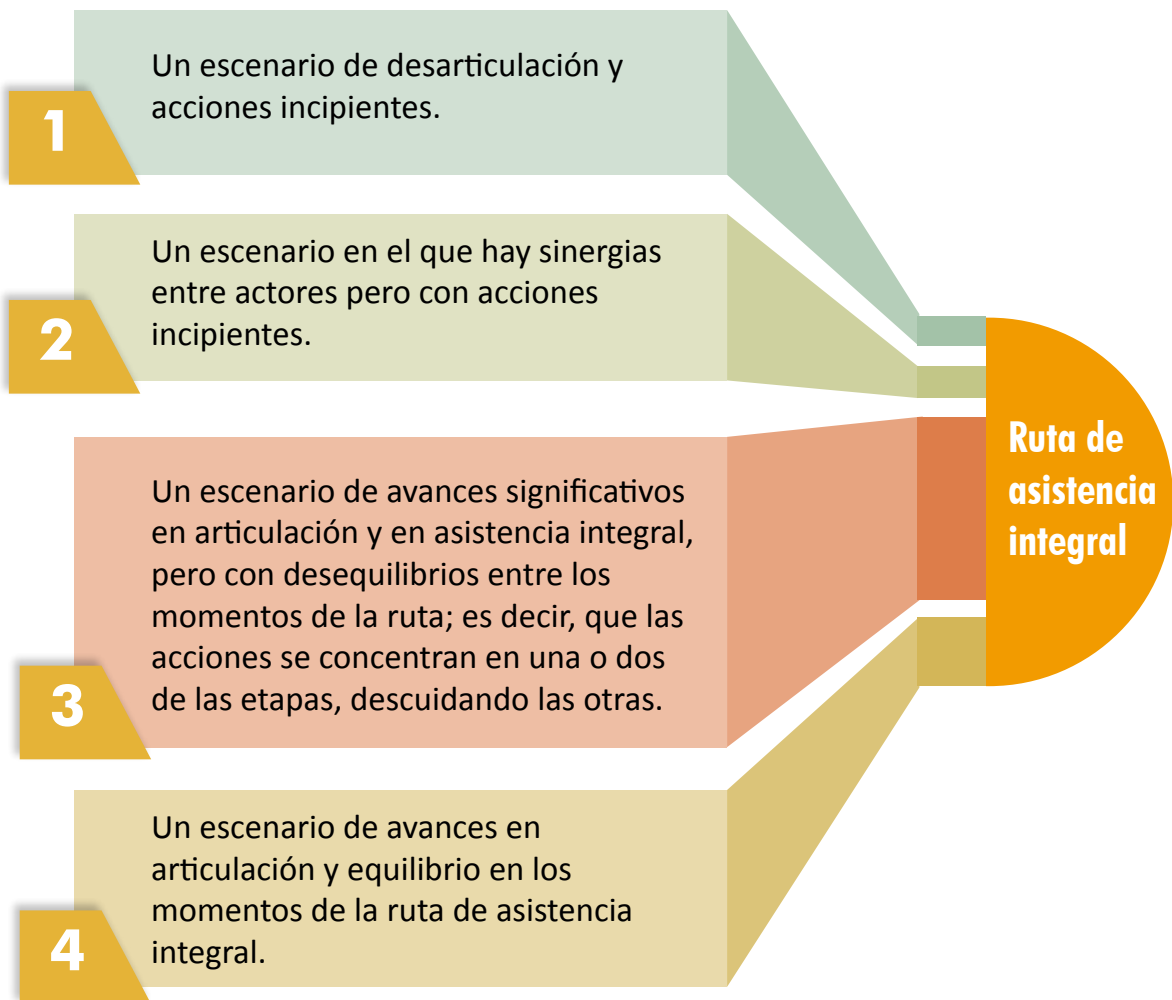 1
Un escenario de desarticulación y
acciones incipientes.
2
Un escenario en el que hay sinergias
entre actores pero con acciones
incipientes.
3
Un escenario de avances significativos
en articulación y en asistencia integral,
pero con desequilibrios entre los
momentos de la ruta; es decir, que las
acciones se concentran en una o dos
de las etapas, descuidando las otras.
4
Un escenario de avances en
articulación y equilibrio en los
momentos de la ruta de asistencia
integral.
Ruta de
asistencia
integral